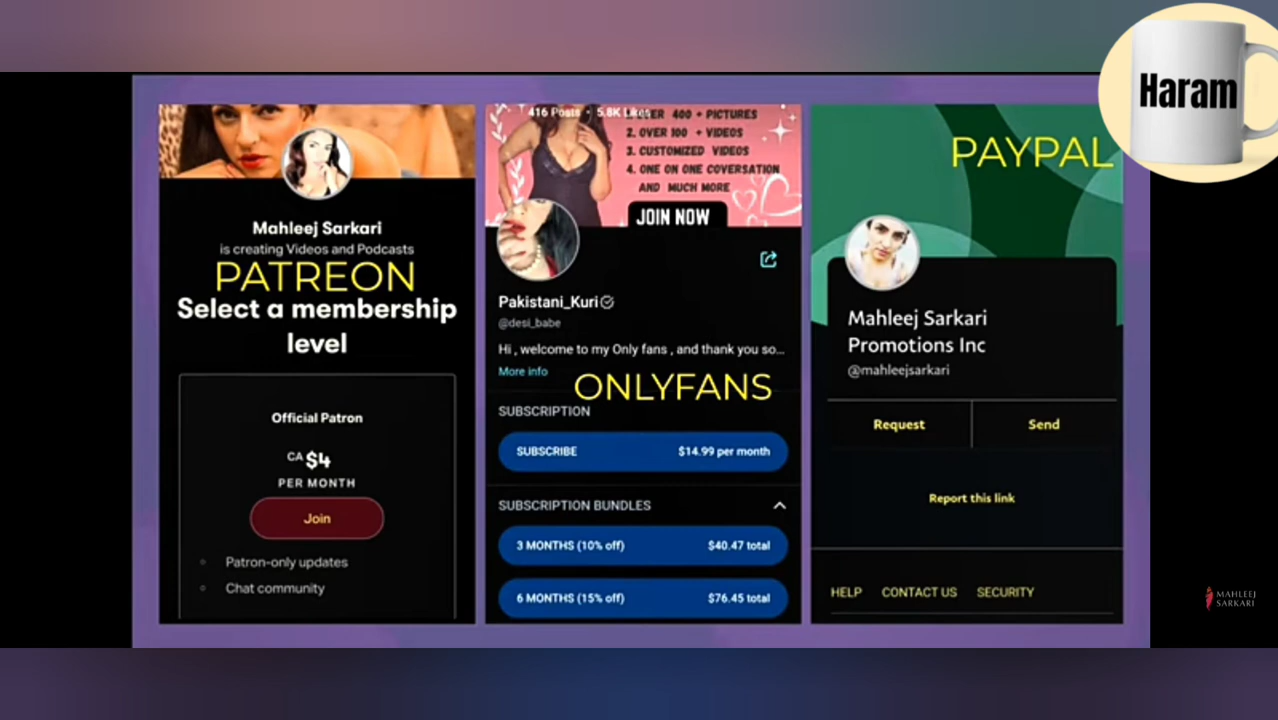 Haram
Mahleej Sarkari
is creating Videos and Podcasts
PATREON
Select a membership
level
Official Patron
CA $4
PER MONTH
Join
Patron-only updates
Chat community
416 Posts • 5.8K Likes
OVER 400 + PICTURES
2. OVER 100 + VIDEOS
3. CUSTOMIZED VIDEOS
4. ONE ON ONE COVERSATION
AND MUCH MORE
JOIN NOW
Pakistani_Kuri
@desi_babe
Hi , welcome to my Only fans , and thank you so...
More info
ONLYFANS
SUBSCRIPTION
SUBSCRIBE $14.99 per month
SUBSCRIPTION BUNDLES
3 MONTHS (10% off) $40.47 total
6 MONTHS (15% off) $76.45 total
PAYPAL
Mahleej Sarkari
Promotions Inc
@mahleejsarkari
Request Send
Report this link
HELP CONTACT US SECURITY
MAHLEEJ
SARKARI